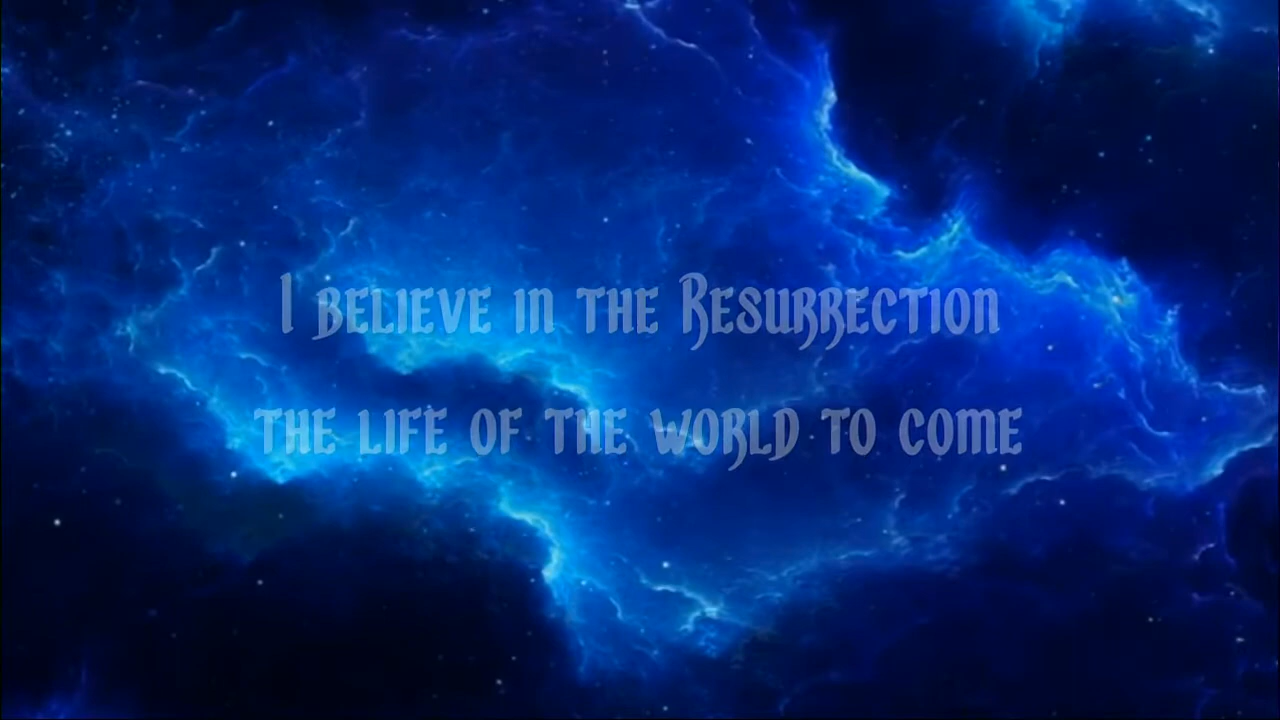 I believe in the Resurrection
the life of the world to come